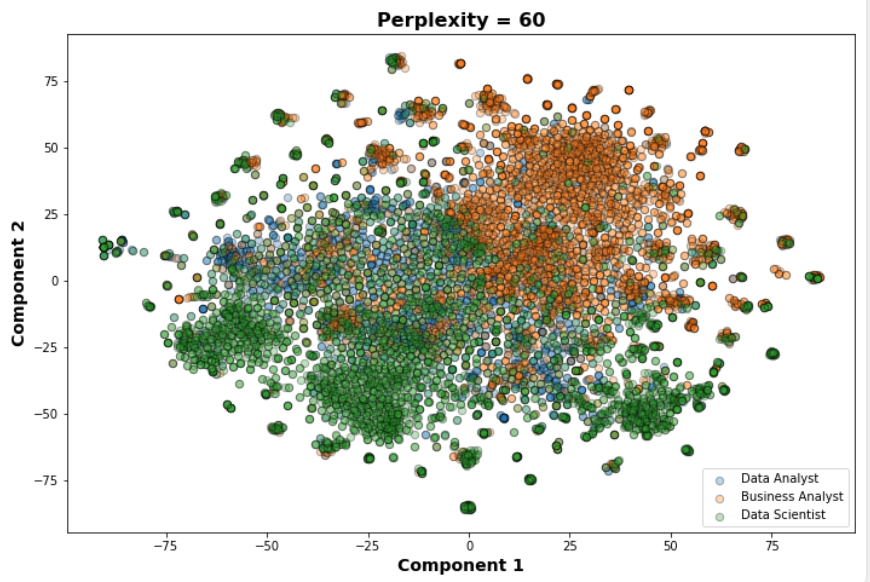 Perplexity = 60
Component 2
75
50
25
0
−25
−50
−75
Data Analyst
Business Analyst
Data Scientist
−75 −50 −25 0 25 50 75
Component 1